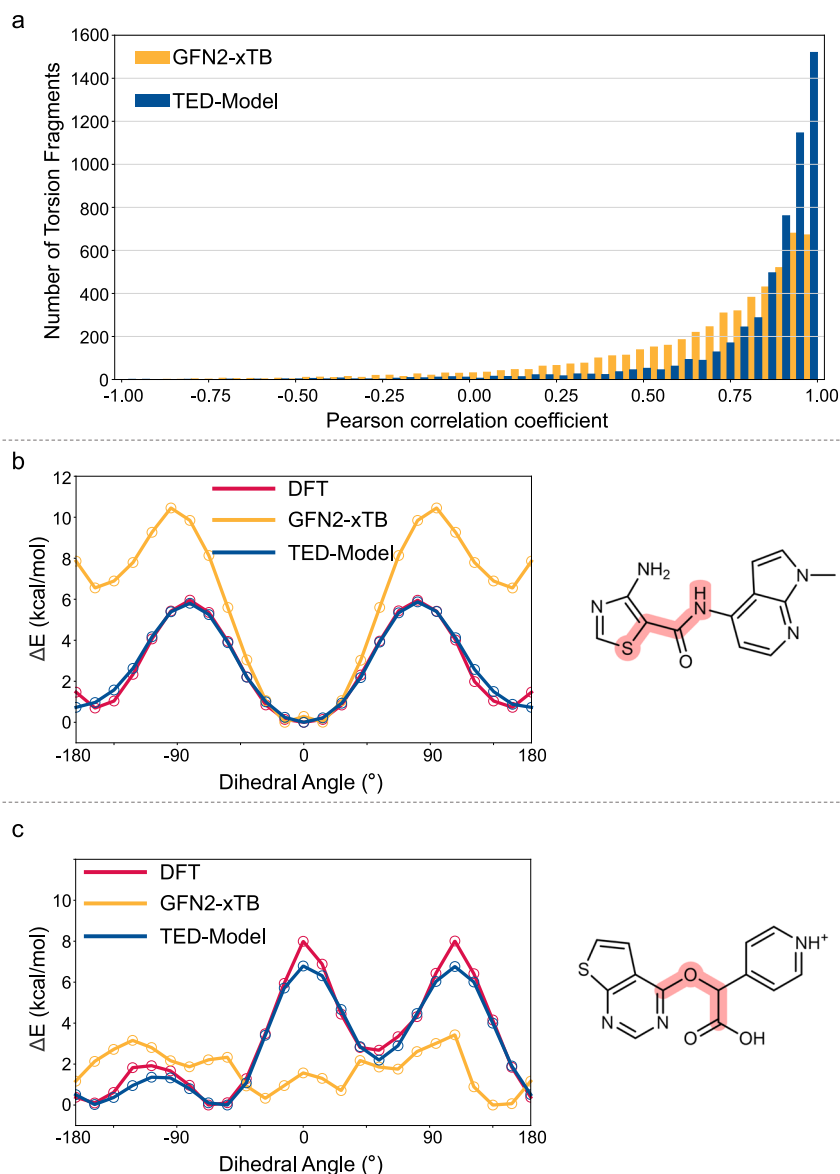 a
1600
1400
1200
1000
800
600
400
200
0
Number of Torsion Fragments
GFN2-xTB
TED-Model
-1.00 -0.75 -0.50 -0.25 0.00 0.25 0.50 0.75 1.00
Pearson correlation coefficient
b
12
10
8
6
4
2
0
ΔE (kcal/mol)
DFT
GFN2-xTB
TED-Model
-180 -90 0 90 180
Dihedral Angle (°)
NH₂
N
S
O
H
N
N
N
c
8
6
4
2
0
10
ΔE (kcal/mol)
DFT
GFN2-xTB
TED-Model
-180 -90 0 90 180
Dihedral Angle (°)
S
N
N
O
O
OH
NH⁺